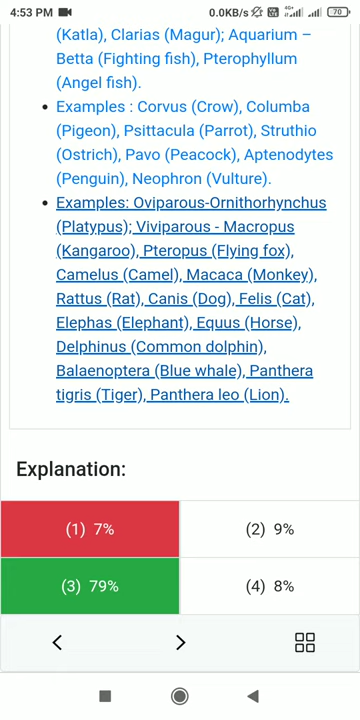 4:53 PM
0.0KB/s 4G+ 70
(Katla), Clarias (Magur); Aquarium –
Betta (Fighting fish), Pterophyllum
(Angel fish).
• Examples : Corvus (Crow), Columba
(Pigeon), Psittacula (Parrot), Struthio
(Ostrich), Pavo (Peacock), Aptenodytes
(Penguin), Neophron (Vulture).
• Examples: Oviparous-Ornithorhynchus
(Platypus); Viviparous - Macropus
(Kangaroo), Pteropus (Flying fox),
Camelus (Camel), Macaca (Monkey),
Rattus (Rat), Canis (Dog), Felis (Cat),
Elephas (Elephant), Equus (Horse),
Delphinus (Common dolphin),
Balaenoptera (Blue whale), Panthera
tigris (Tiger), Panthera leo (Lion).
Explanation:
(1) 7%
(2) 9%
(3) 79%
(4) 8%